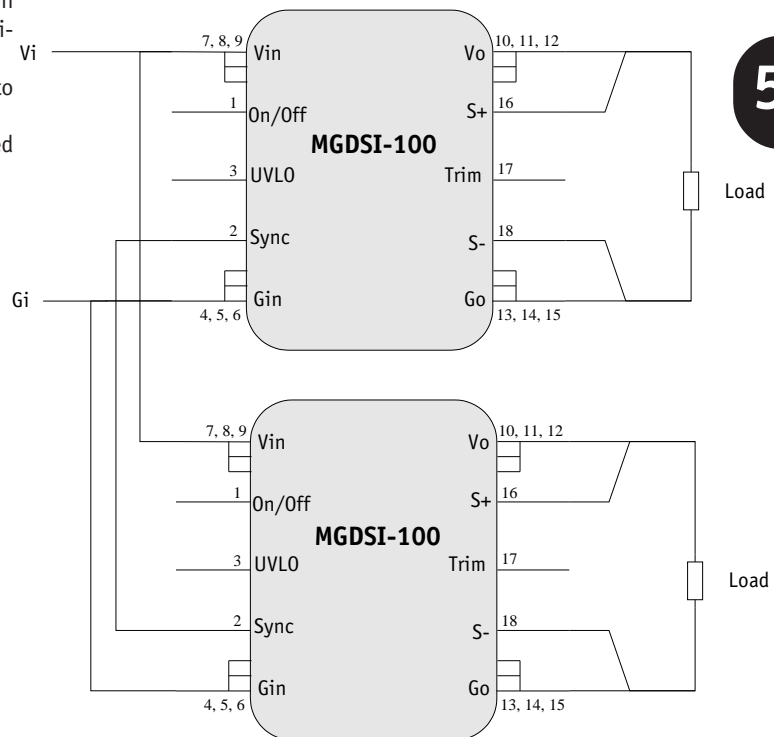 i-
Vi
to
ed
5
7, 8, 9 Vin Vo 10, 11, 12
1 On/Off S+ 16
MGDSI-100
3 UVLO Trim 17
Load
2 Sync S- 18
Gi
Gin Go
4, 5, 6 13, 14, 15
7, 8, 9 Vin Vo 10, 11, 12
1 On/Off S+ 16
MGDSI-100
3 UVLO Trim 17
Load
2 Sync S- 18
Gin Go
4, 5, 6 13, 14, 15